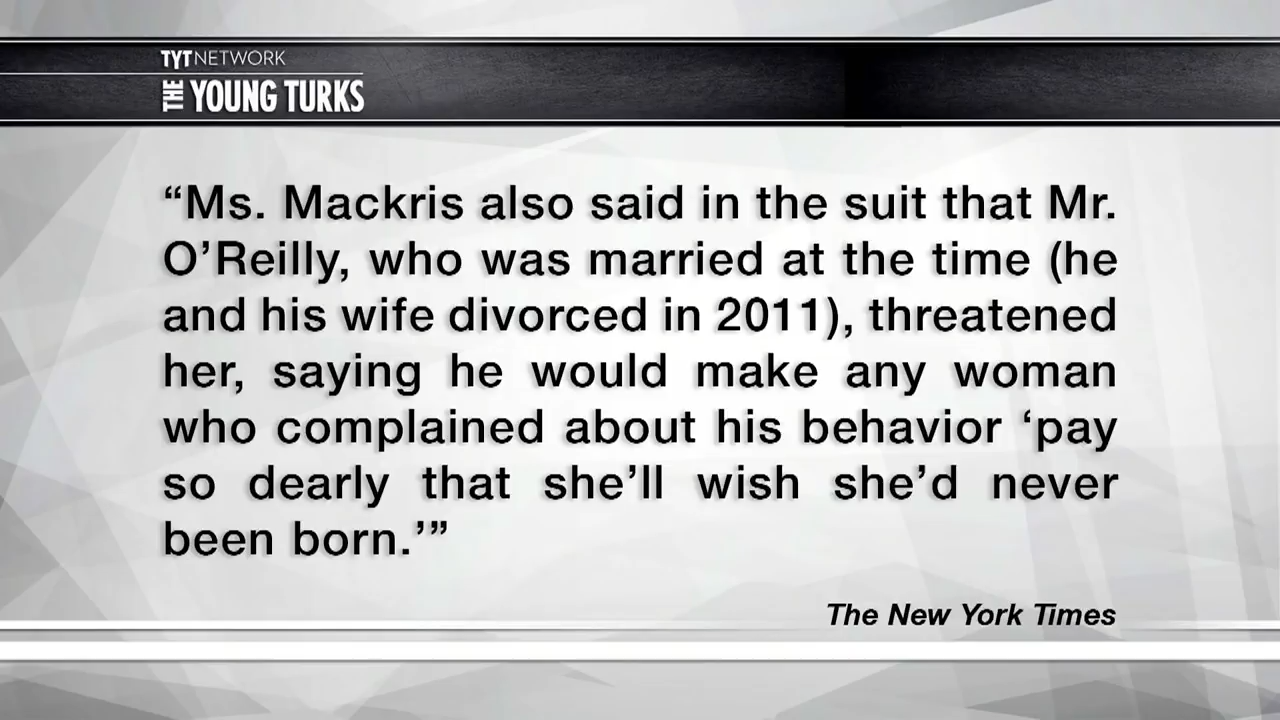 TYT NETWORK
THE YOUNG TURKS
“Ms. Mackris also said in the suit that Mr.
O’Reilly, who was married at the time (he
and his wife divorced in 2011), threatened
her, saying he would make any woman
who complained about his behavior ‘pay
so dearly that she’ll wish she’d never
been born.’”
The New York Times